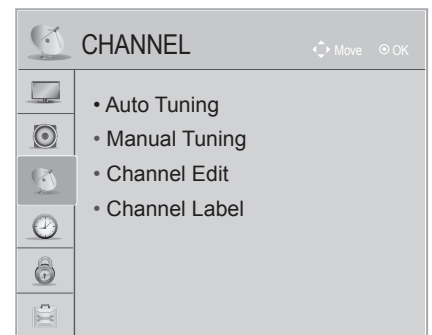 CHANNEL
Move OK
• Auto Tuning
• Manual Tuning
• Channel Edit
• Channel Label